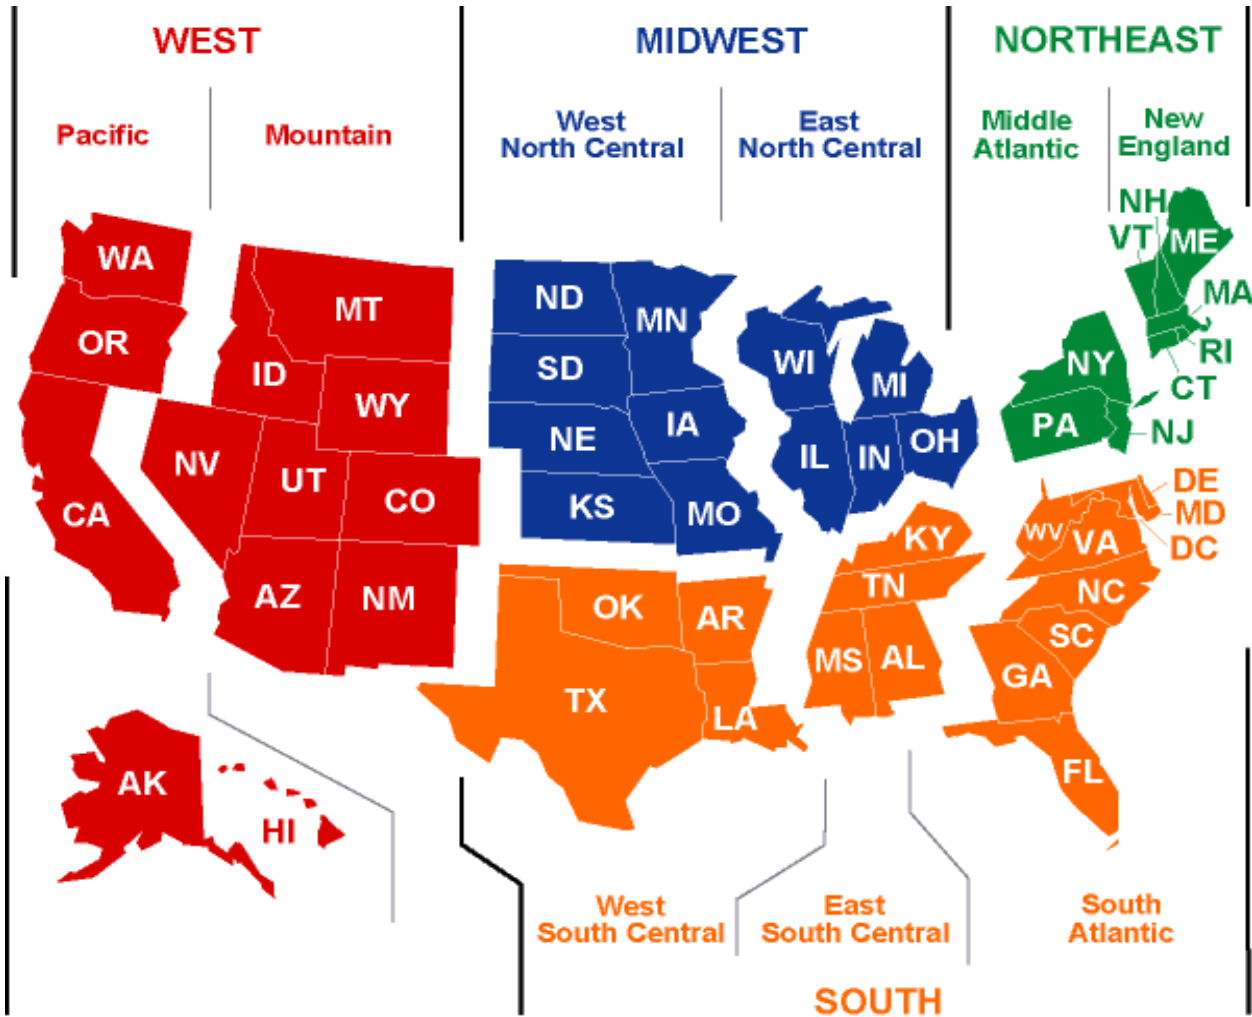 WEST
MIDWEST
NORTHEAST
Pacific
Mountain
West
North Central
East
North Central
Middle
Atlantic
New
England
WA
OR
CA
MT
ID
WY
NV
UT
CO
AZ
NM
AK
HI
ND
SD
NE
KS
MN
IA
MO
WI
MI
IL
IN
OH
NH
VT
ME
MA
RI
CT
NY
PA
NJ
DE
MD
DC
WV
VA
NC
SC
GA
FL
KY
TN
MS
AL
OK
AR
TX
LA
West
South Central
East
South Central
South
Atlantic
SOUTH